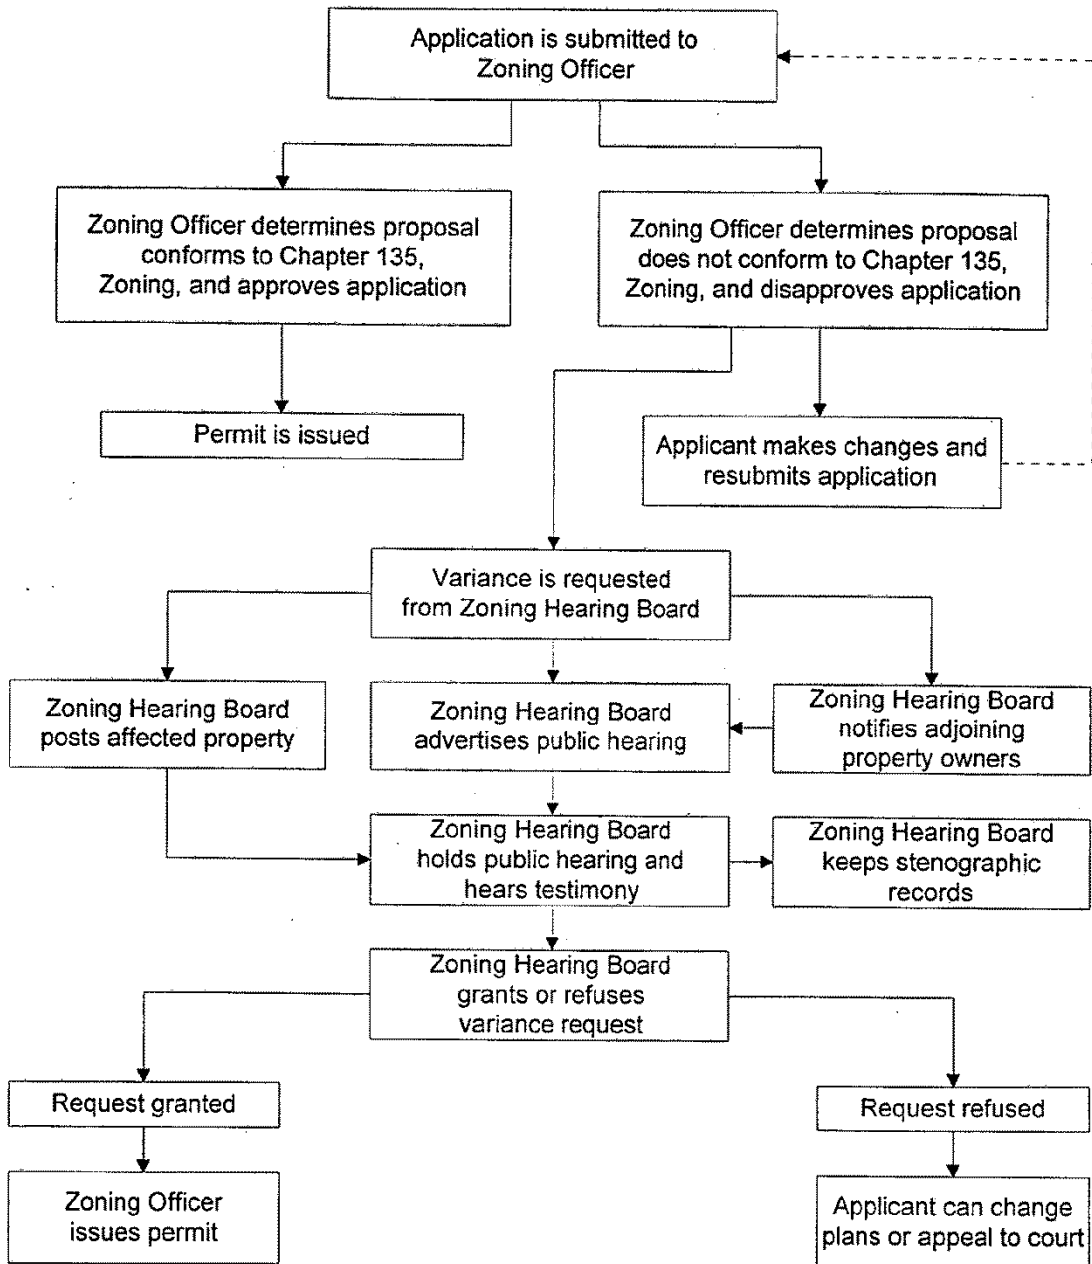 Application is submitted to
Zoning Officer
Zoning Officer determines proposal
conforms to Chapter 135,
Zoning, and approves application
Zoning Officer determines proposal
does not conform to Chapter 135,
Zoning, and disapproves application
Permit is issued
Applicant makes changes and
resubmits application
Variance is requested
from Zoning Hearing Board
Zoning Hearing Board
posts affected property
Zoning Hearing Board
advertises public hearing
Zoning Hearing Board
notifies adjoining
property owners
Zoning Hearing Board
holds public hearing and
hears testimony
Zoning Hearing Board
keeps stenographic
records
Zoning Hearing Board
grants or refuses
variance request
Request granted
Request refused
Zoning Officer
issues permit
Applicant can change
plans or appeal to court